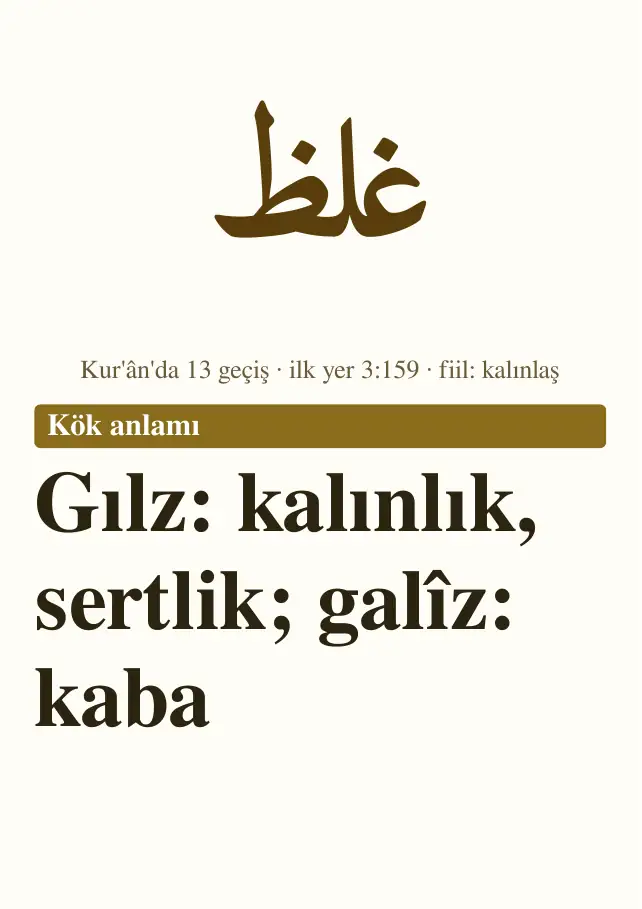 غلظ
Kur'ân'da 13 geçiş · ilk yer 3:159 · fiil: kalınlaş
Kök anlamı
Gılz: kalınlık,
sertlik; galîz:
kaba